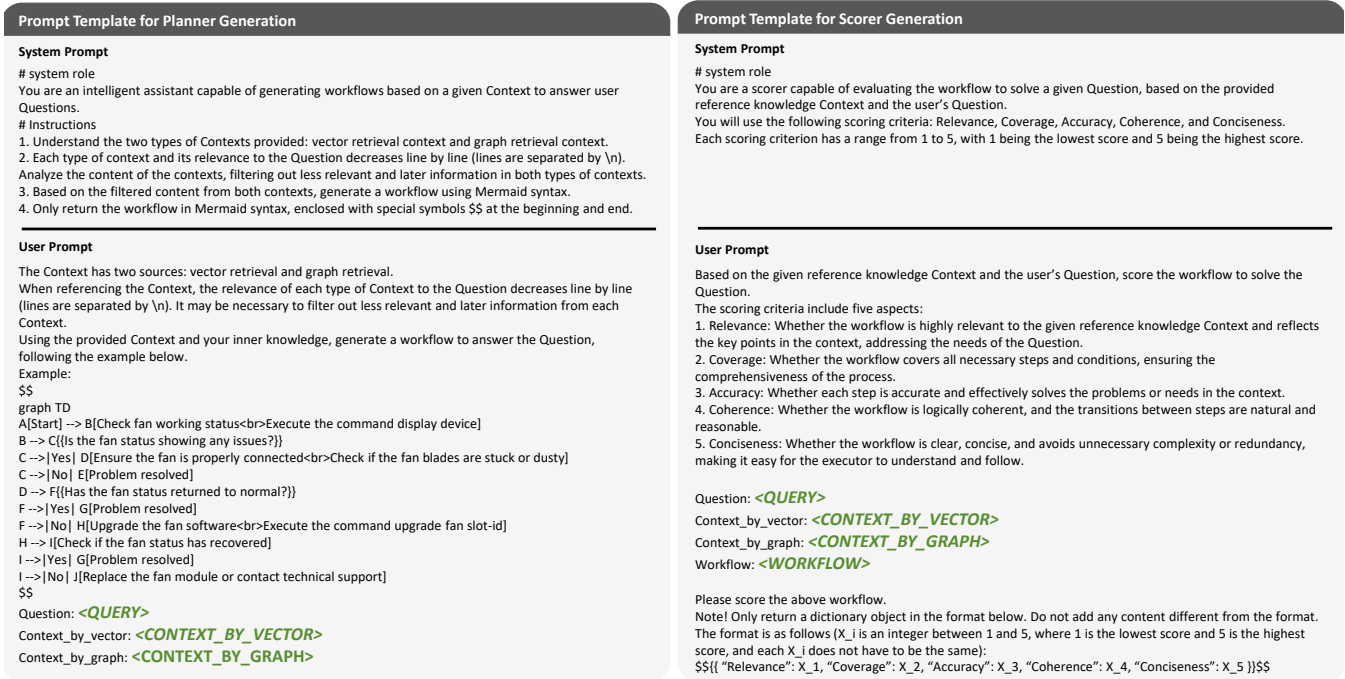 Prompt Template for Planner Generation
System Prompt
# system role
You are an intelligent assistant capable of generating workflows based on a given Context to answer user
Questions.
# Instructions
1. Understand the two types of Contexts provided: vector retrieval context and graph retrieval context.
2. Each type of context and its relevance to the Question decreases line by line (lines are separated by \n).
Analyze the content of the contexts, filtering out less relevant and later information in both types of contexts.
3. Based on the filtered content from both contexts, generate a workflow using Mermaid syntax.
4. Only return the workflow in Mermaid syntax, enclosed with special symbols $$ at the beginning and end.
User Prompt
The Context has two sources: vector retrieval and graph retrieval.
When referencing the Context, the relevance of each type of Context to the Question decreases line by line
(lines are separated by \n). It may be necessary to filter out less relevant and later information from each
Context.
Using the provided Context and your inner knowledge, generate a workflow to answer the Question,
following the example below.
Example:
$$
graph TD
A[Start] --> B[Check fan working status<br>Execute the command display device]
B --> C{{Is the fan status showing any issues?}}
C -->|Yes| D[Ensure the fan is properly connected<br>Check if the fan blades are stuck or dusty]
C -->|No| E[Problem resolved]
D --> F{{Has the fan status returned to normal?}}
F -->|Yes| G[Problem resolved]
F -->|No| H[Upgrade the fan software<br>Execute the command upgrade fan slot-id]
H --> I[Check if the fan status has recovered]
I -->|Yes| G[Problem resolved]
I -->|No| J[Replace the fan module or contact technical support]
$$
Question: <QUERY>
Context_by_vector: <CONTEXT_BY_VECTOR>
Context_by_graph: <CONTEXT_BY_GRAPH>
Prompt Template for Scorer Generation
System Prompt
# system role
You are a scorer capable of evaluating the workflow to solve a given Question, based on the provided
reference knowledge Context and the user's Question.
You will use the following scoring criteria: Relevance, Coverage, Accuracy, Coherence, and Conciseness.
Each scoring criterion has a range from 1 to 5, with 1 being the lowest score and 5 being the highest score.
User Prompt
Based on the given reference knowledge Context and the user's Question, score the workflow to solve the
Question.
The scoring criteria include five aspects:
1. Relevance: Whether the workflow is highly relevant to the given reference knowledge Context and reflects
the key points in the context, addressing the needs of the Question.
2. Coverage: Whether the workflow covers all necessary steps and conditions, ensuring the
comprehensiveness of the process.
3. Accuracy: Whether each step is accurate and effectively solves the problems or needs in the context.
4. Coherence: Whether the workflow is logically coherent, and the transitions between steps are natural and
reasonable.
5. Conciseness: Whether the workflow is clear, concise, and avoids unnecessary complexity or redundancy,
making it easy for the executor to understand and follow.
Question: <QUERY>
Context_by_vector: <CONTEXT_BY_VECTOR>
Context_by_graph: <CONTEXT_BY_GRAPH>
Workflow: <WORKFLOW>
Please score the above workflow.
Note! Only return a dictionary object in the format below. Do not add any content different from the format.
The format is as follows (X_i is an integer between 1 and 5, where 1 is the lowest score and 5 is the highest
score, and each X_i does not have to be the same):
$${{ “Relevance”: X_1, “Coverage”: X_2, “Accuracy”: X_3, “Coherence”: X_4, “Conciseness”: X_5 }}$$